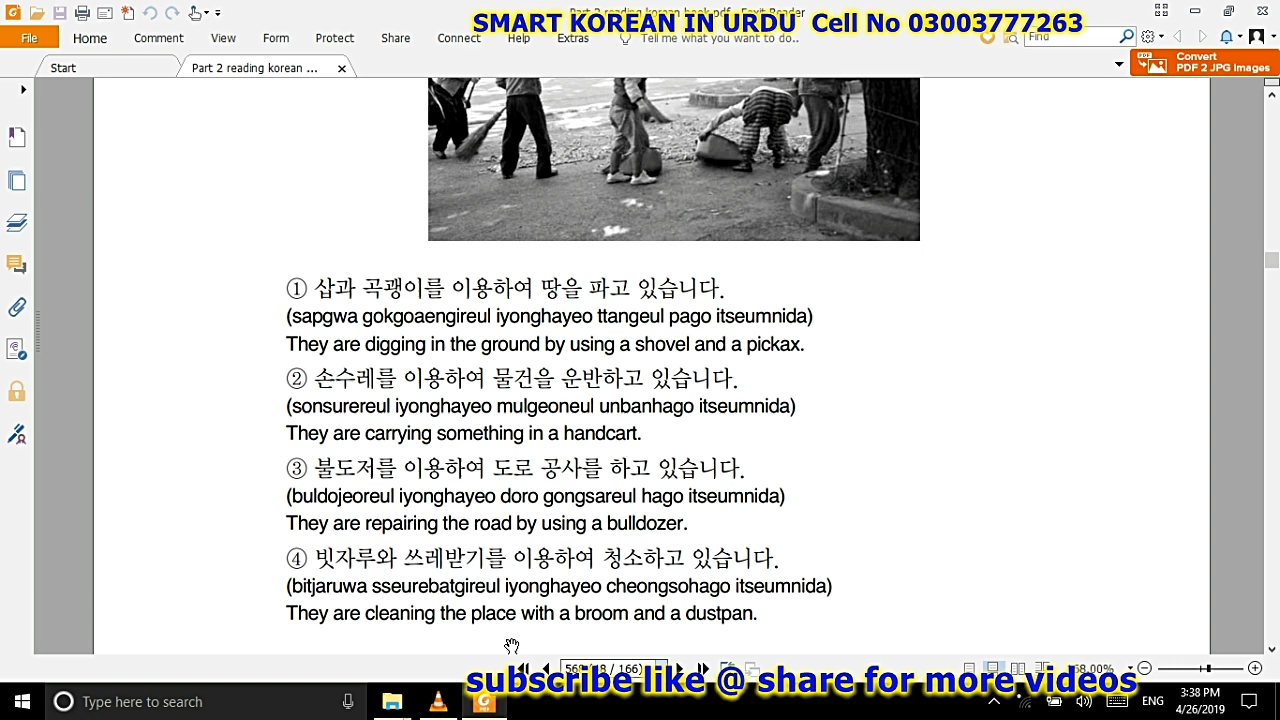 SMART KOREAN IN URDU Cell No 03003777263
File Home Comment View Form Protect Share Connect Help Extras Tell me what you want to do.. Find
Start Part 2 reading korean ...
Convert
PDF 2 JPG Images
① 삽과 곡괭이를 이용하여 땅을 파고 있습니다.
(sapgwa gokgoaengireul iyonghayeo ttangeul pago itseumnida)
They are digging in the ground by using a shovel and a pickax.
② 손수레를 이용하여 물건을 운반하고 있습니다.
(sonsurereul iyonghayeo mulgeoneul unbanhago itseumnida)
They are carrying something in a handcart.
③ 불도저를 이용하여 도로 공사를 하고 있습니다.
(buldojeoreul iyonghayeo doro gongsareul hago itseumnida)
They are repairing the road by using a bulldozer.
④ 빗자루와 쓰레받기를 이용하여 청소하고 있습니다.
(bitjaruwa sseurebatgireul iyonghayeo cheongsohago itseumnida)
They are cleaning the place with a broom and a dustpan.
subscribe like @ share for more videos
Type here to search
ENG
3:38 PM
4/26/2019